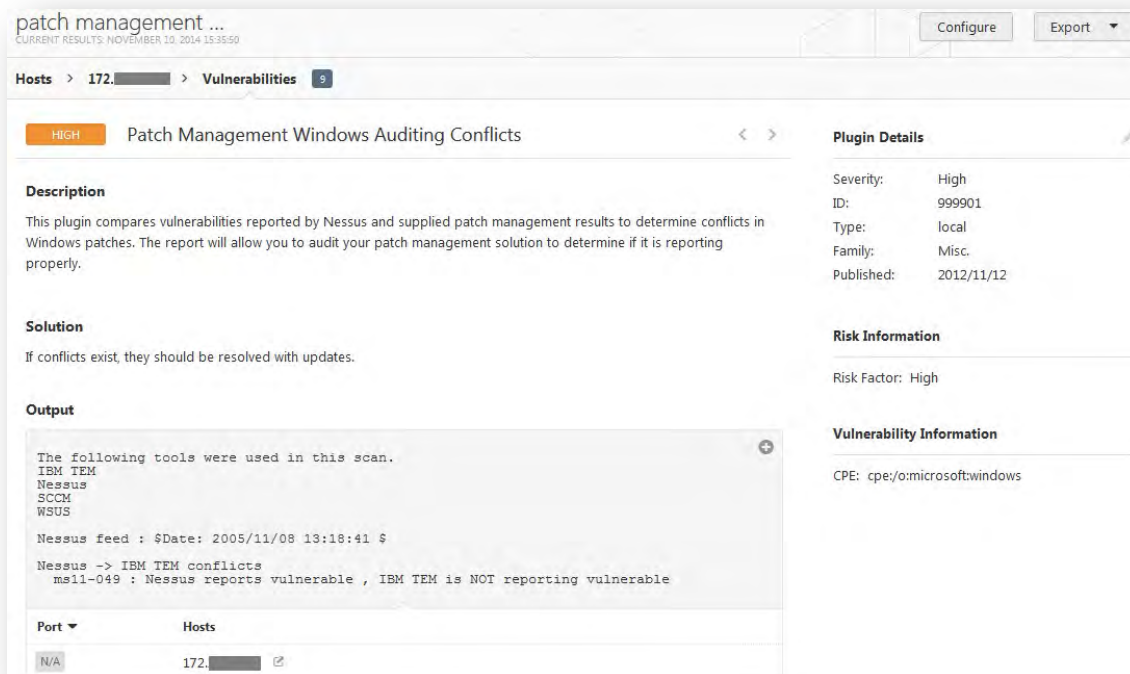 patch management ...
CURRENT RESULTS: NOVEMBER 10, 2014 15:35:50
Configure
Export
Hosts > 172. > Vulnerabilities 9
HIGH
Patch Management Windows Auditing Conflicts
Description
This plugin compares vulnerabilities reported by Nessus and supplied patch management results to determine conflicts in
Windows patches. The report will allow you to audit your patch management solution to determine if it is reporting
properly.
Solution
If conflicts exist, they should be resolved with updates.
Output
The following tools were used in this scan.
IBM TEM
Nessus
SCCM
WSUS
Nessus feed : $Date: 2005/11/08 13:18:41 $
Nessus -> IBM TEM conflicts
ms11-049 : Nessus reports vulnerable , IBM TEM is NOT reporting vulnerable
Port Hosts
N/A 172.
Plugin Details
Severity: High
ID: 999901
Type: local
Family: Misc.
Published: 2012/11/12
Risk Information
Risk Factor: High
Vulnerability Information
CPE: cpe:/o:microsoft:windows